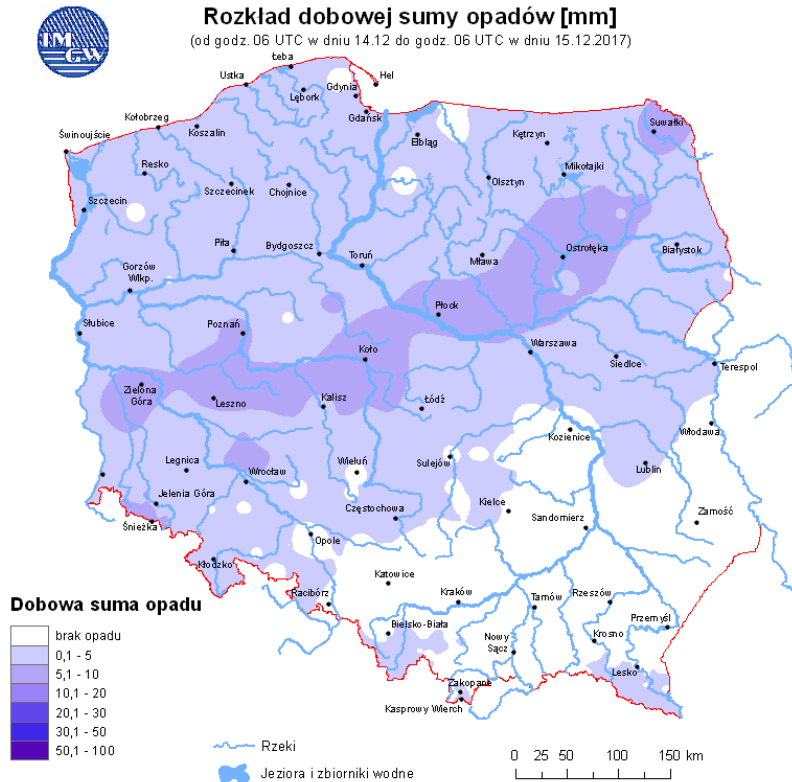 Rozkład dobowej sumy opadów [mm]
(od godz. 06 UTC w dniu 14.12 do godz. 06 UTC w dniu 15.12.2017)
IM
GW
Łeba
Ustka
Hel
Lębork
Gdynia
Gdańsk
Kołobrzeg
Koszalin
Świnoujście
Elbląg
Kętrzyn
Suwałki
Resko
Szczecinek
Chojnice
Olsztyn
Mikołajki
Szczecin
Piła
Bydgoszcz
Toruń
Mława
Ostrołęka
Białystok
Gorzów
Wlkp.
Słubice
Poznań
Płock
Koło
Warszawa
Siedlce
Terespol
Zielona
Góra
Leszno
Kalisz
Łódź
Kozienice
Włodawa
Legnica
Wrocław
Wieluń
Sulejów
Lublin
Jelenia Góra
Śnieżka
Częstochowa
Kielce
Sandomierz
Zamość
Opole
Kłodzko
Katowice
Racibórz
Kraków
Tarnów
Rzeszów
Bielsko-Biała
Nowy
Sącz
Krosno
Przemyśl
Lesko
Zakopane
Kasprowy Wierch
Dobowa suma opadu
brak opadu
0,1 - 5
5,1 - 10
10,1 - 20
20,1 - 30
30,1 - 50
50,1 - 100
Rzeki
Jeziora i zbiorniki wodne
0 25 50 100 150 km